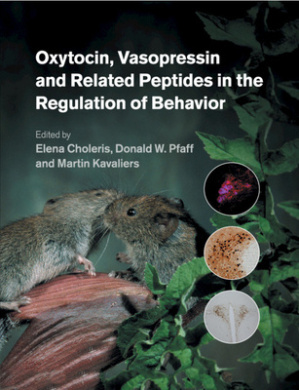 Oxytocin, Vasopressin
and Related Peptides in the
Regulation of Behavior
Edited by
Elena Choleris, Donald W. Pfaff
and Martin Kavaliers